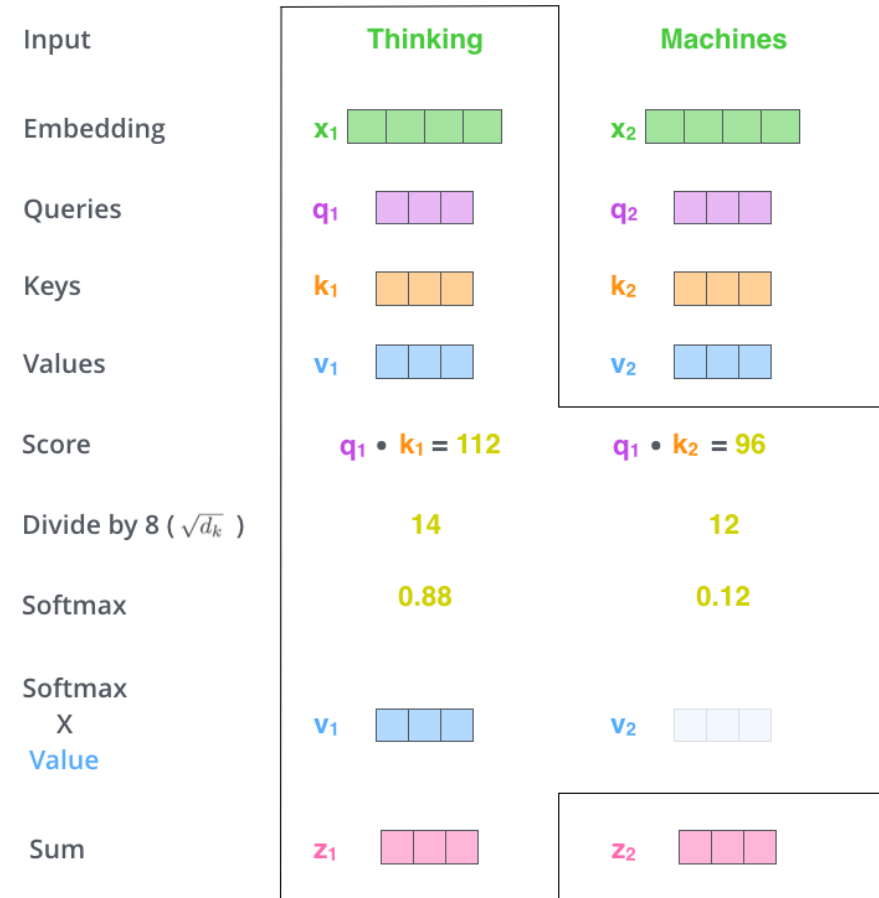 Input Thinking Machines
Embedding x₁ x₂
Queries q₁ q₂
Keys k₁ k₂
Values v₁ v₂
Score q₁ • k₁ = 112 q₁ • k₂ = 96
Divide by 8 ( √dₖ ) 14 12
Softmax 0.88 0.12
Softmax
X
Value v₁ v₂
Sum z₁ z₂